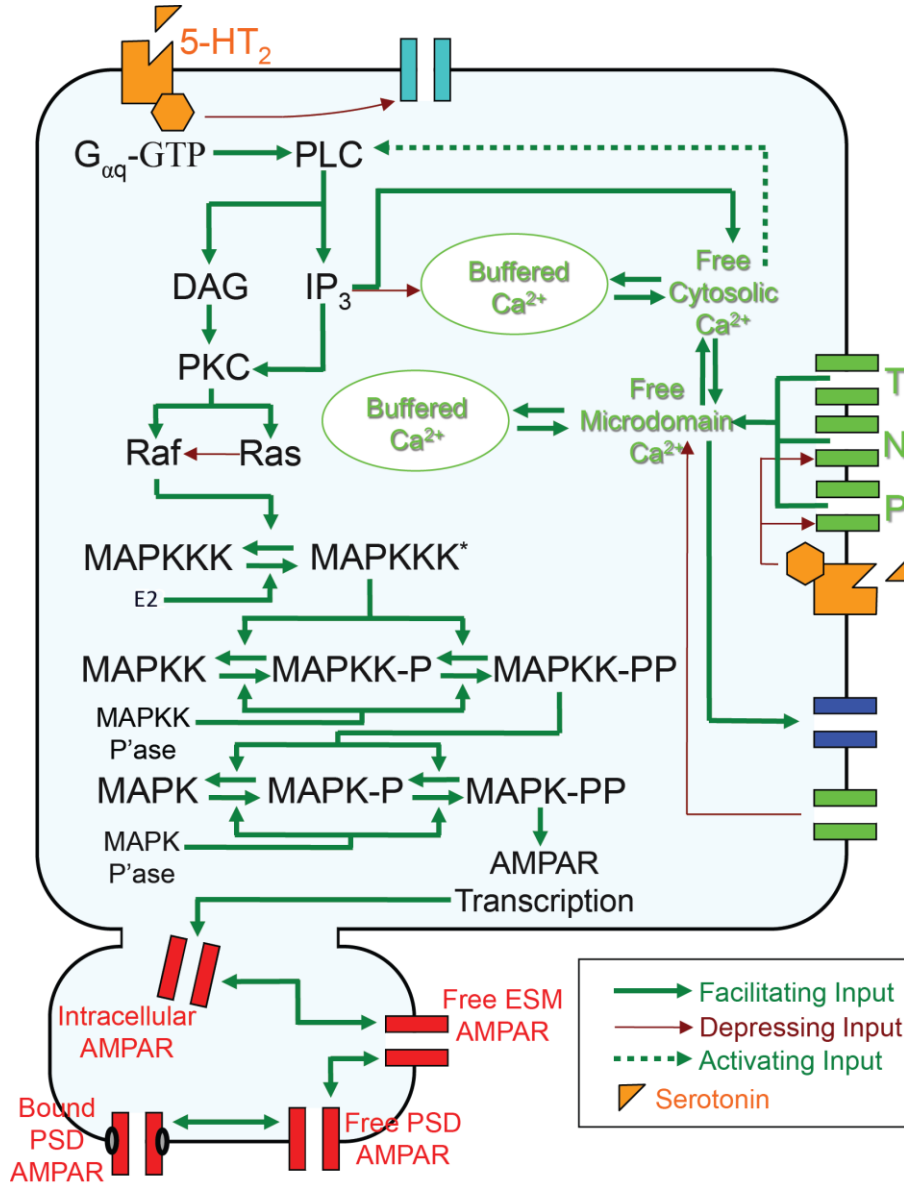 5-HT2
Gαq-GTP
PLC
DAG
IP3
Buffered
Ca2+
Free
Cytosolic
Ca2+
PKC
Buffered
Ca2+
Free
Microdomain
Ca2+
T
N
P
Raf
Ras
MAPKKK
MAPKKK*
E2
MAPKK
MAPKK-P
MAPKK-PP
MAPKK
P'ase
MAPK
MAPK-P
MAPK-PP
MAPK
P'ase
AMPAR
Transcription
Intracellular
AMPAR
Free ESM
AMPAR
Bound
PSD
AMPAR
Free PSD
AMPAR
Facilitating Input
Depressing Input
Activating Input
Serotonin